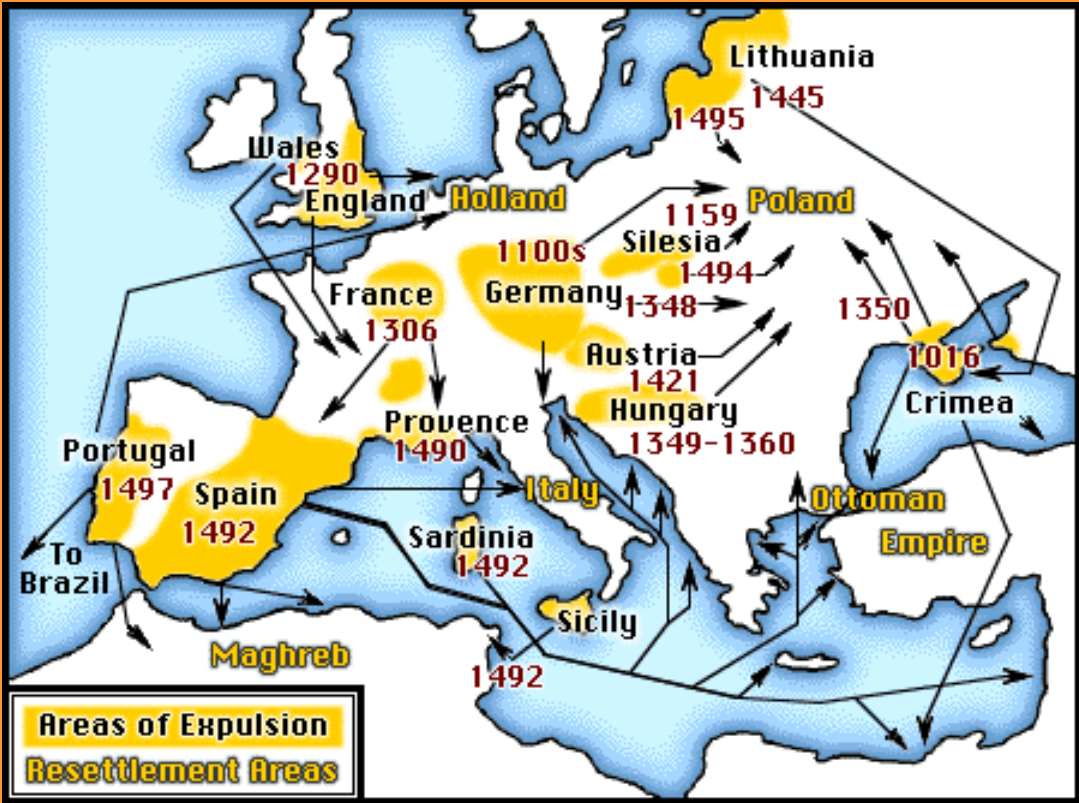 Lithuania
1445
1495
Wales
1290
England
Holland
Poland
1159
Silesia
1100s
1494
Germany
1348
France
1306
1350
1016
Austria
1421
Crimea
Hungary
1349-1360
Provence
1490
Portugal
1497
Spain
1492
Italy
Ottoman
Empire
Sardinia
1492
To
Brazil
Sicily
1492
Maghreb
Areas of Expulsion
Resettlement Areas